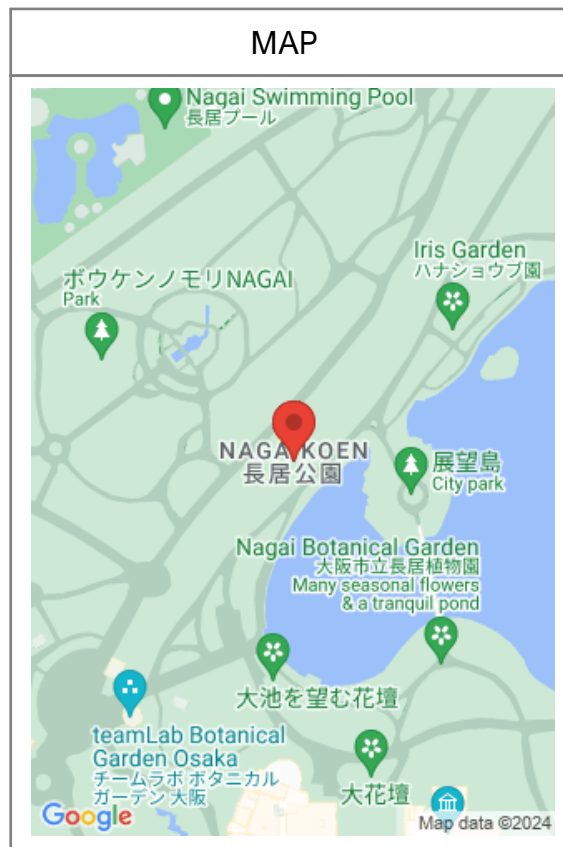 MAP
Nagai Swimming Pool
長居プール
Iris Garden
ハナショウブ園
ボウケンノモリNAGAI
Park
NAGAI KOEN
長居公園
展望島
City park
Nagai Botanical Garden
大阪市立長居植物園
Many seasonal flowers
& a tranquil pond
大池を望む花壇
teamLab Botanical
Garden Osaka
チームラボ ボタニカル
ガーデン 大阪
大花壇
Google
Map data ©2024